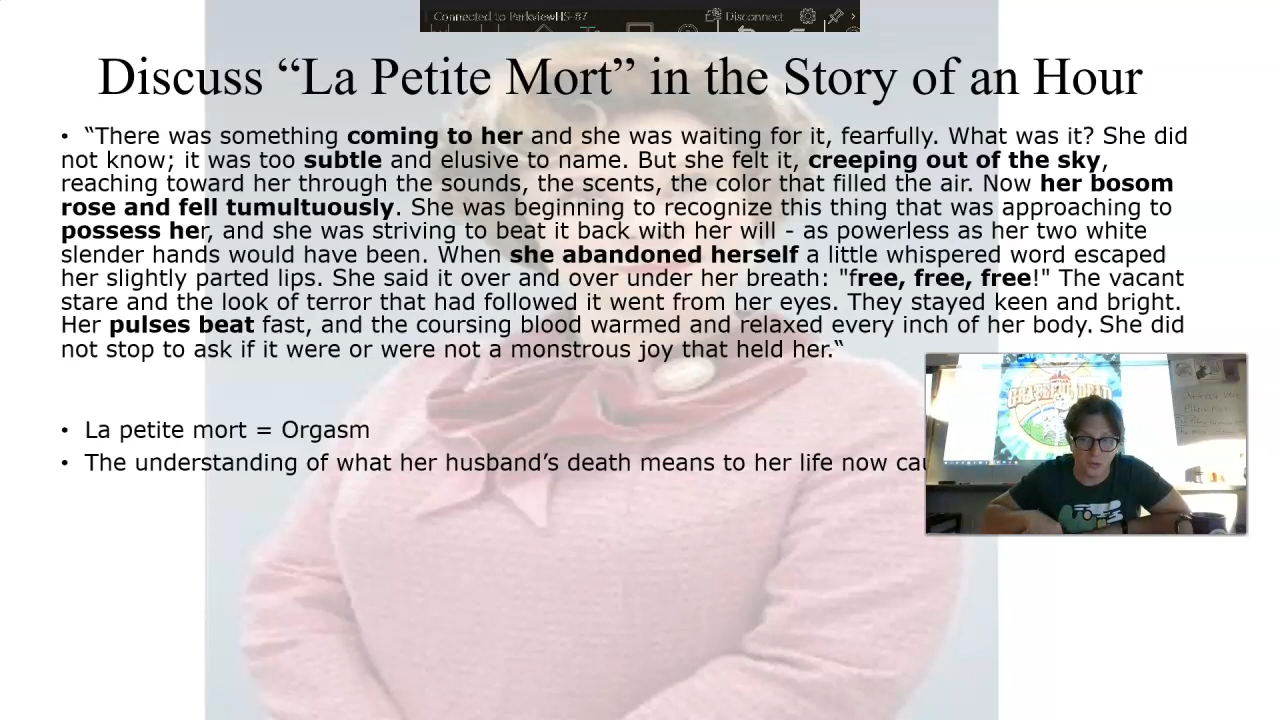 Connected to ParkviewHS-87
Disconnect
Discuss “La Petite Mort” in the Story of an Hour
• “There was something coming to her and she was waiting for it, fearfully. What was it? She did
not know; it was too subtle and elusive to name. But she felt it, creeping out of the sky,
reaching toward her through the sounds, the scents, the color that filled the air. Now her bosom
rose and fell tumultuously. She was beginning to recognize this thing that was approaching to
possess her, and she was striving to beat it back with her will - as powerless as her two white
slender hands would have been. When she abandoned herself a little whispered word escaped
her slightly parted lips. She said it over and over under her breath: "free, free, free!" The vacant
stare and the look of terror that had followed it went from her eyes. They stayed keen and bright.
Her pulses beat fast, and the coursing blood warmed and relaxed every inch of her body. She did
not stop to ask if it were or were not a monstrous joy that held her.“
• La petite mort = Orgasm
• The understanding of what her husband’s death means to her life now cau
GRATEFUL DEAD